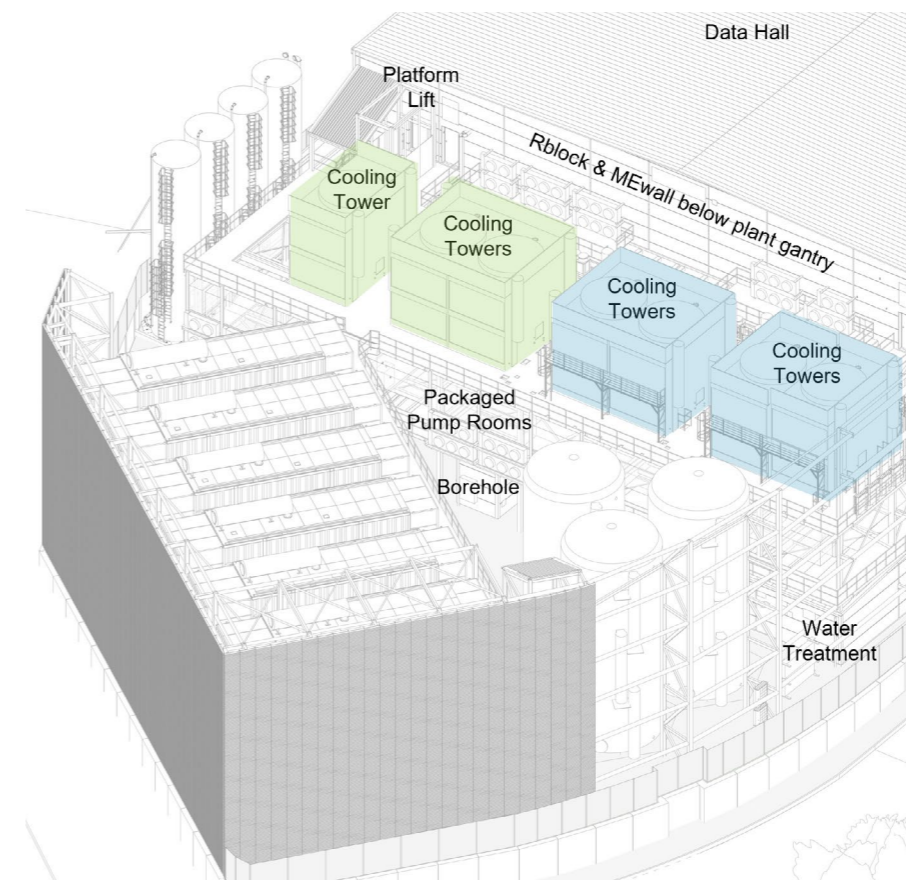 Data Hall
Platform
Lift
Rblock & MEwall below plant gantry
Cooling
Tower
Cooling
Towers
Cooling
Towers
Cooling
Towers
Packaged
Pump Rooms
Borehole
Water
Treatment